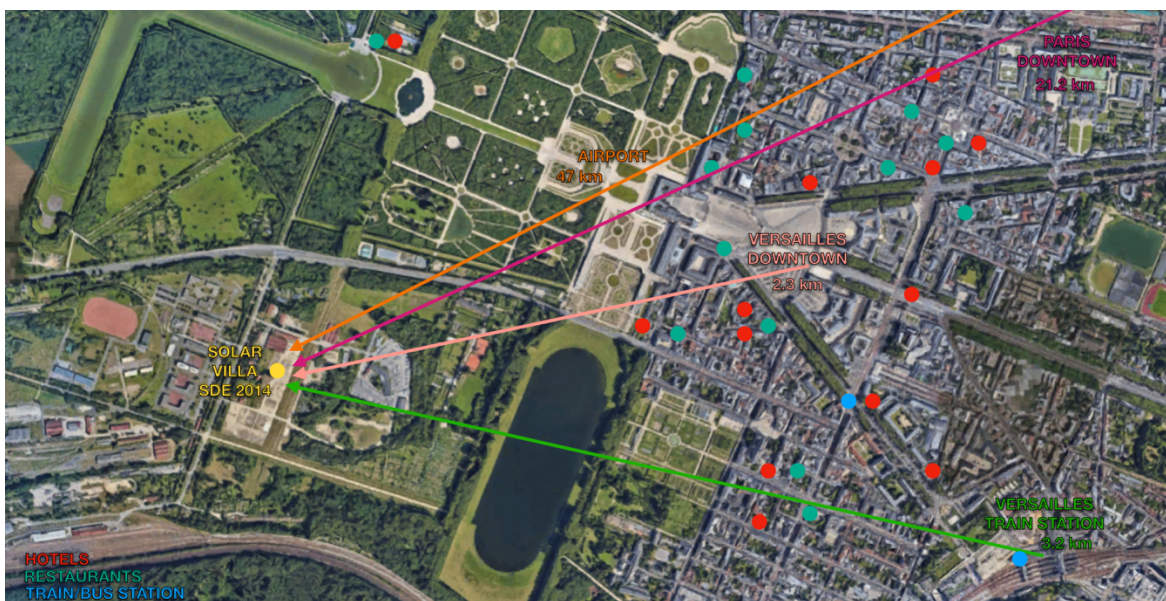 PARIS
DOWNTOWN
21.2 km
AIRPORT
47 km
VERSAILLES
DOWNTOWN
2.3 km
SOLAR
VILLA
SDE 2014
VERSAILLES
TRAIN STATION
3.2 km
HOTELS
RESTAURANTS
TRAIN/BUS STATION